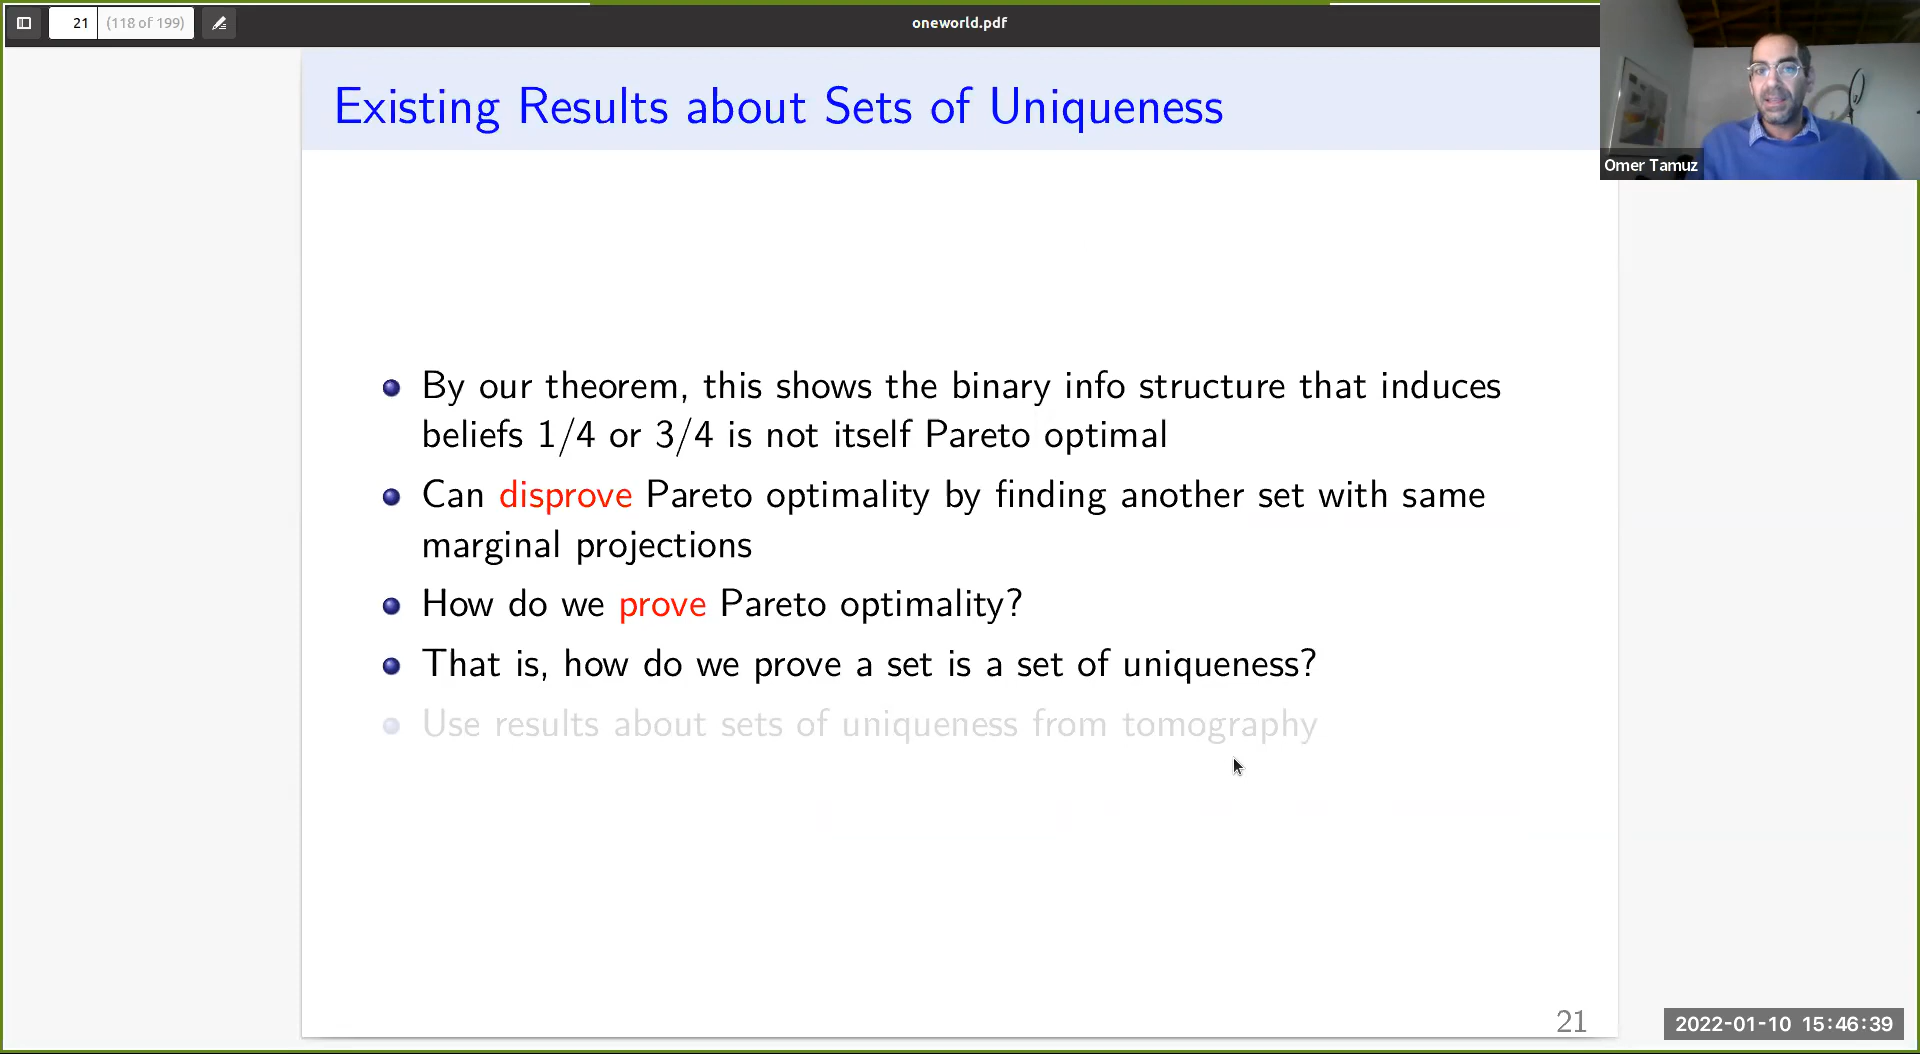 21 (118 of 199)
oneworld.pdf
Existing Results about Sets of Uniqueness
Omer Tamuz
By our theorem, this shows the binary info structure that induces
beliefs 1/4 or 3/4 is not itself Pareto optimal
Can disprove Pareto optimality by finding another set with same
marginal projections
How do we prove Pareto optimality?
That is, how do we prove a set is a set of uniqueness?
Use results about sets of uniqueness from tomography
21
2022-01-10 15:46:39